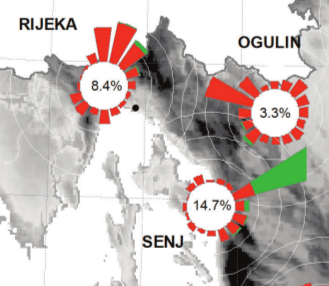 RIJEKA
OGULIN
8.4%
3.3%
14.7%
SENJ